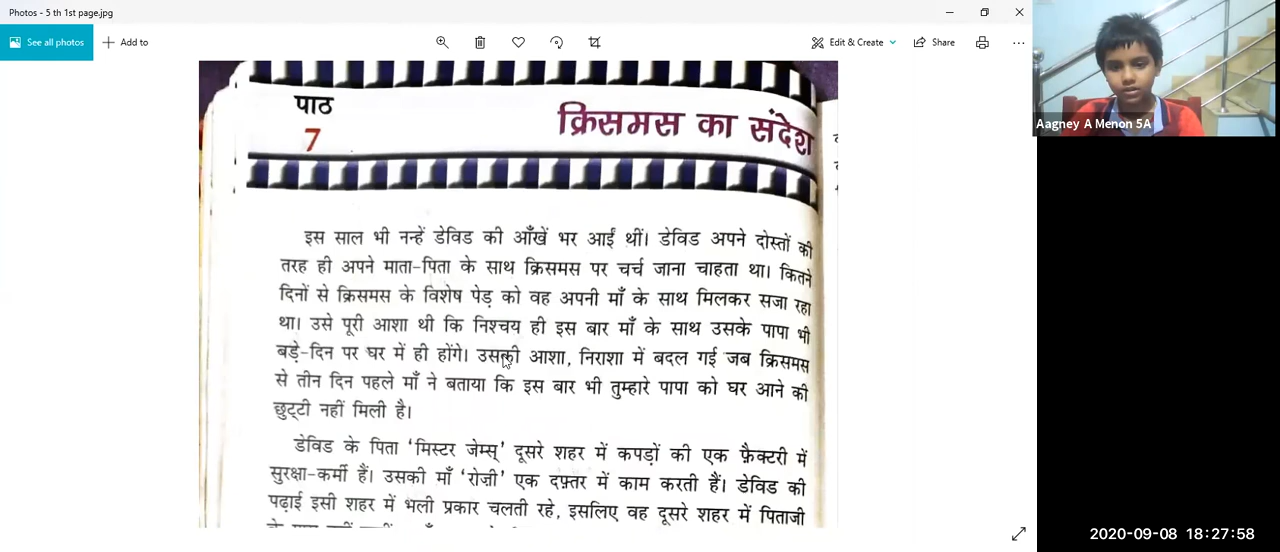 Photos - 5 th 1st page.jpg
See all photos
Add to
Edit & Create
Share
Aagney A Menon 5A
पाठ
7
क्रिसमस का संदेश
इस साल भी नन्हें डेविड की आँखें भर आईं थीं। डेविड अपने दोस्तों की
तरह ही अपने माता-पिता के साथ क्रिसमस पर चर्च जाना चाहता था। कितने
दिनों से क्रिसमस के विशेष पेड़ को वह अपनी माँ के साथ मिलकर सजा रहा
था। उसे पूरी आशा थी कि निश्चय ही इस बार माँ के साथ उसके पापा भी
बड़े-दिन पर घर में ही होंगे। उसकी आशा, निराशा में बदल गई जब क्रिसमस
से तीन दिन पहले माँ ने बताया कि इस बार भी तुम्हारे पापा को घर आने की
छुट्टी नहीं मिली है।
डेविड के पिता ‘मिस्टर जेम्स्’ दूसरे शहर में कपड़ों की एक फ़ैक्टरी में
सुरक्षा-कर्मी हैं। उसकी माँ ‘रोज़ी’ एक दफ़्तर में काम करती हैं। डेविड की
पढ़ाई इसी शहर में भली प्रकार चलती रहे, इसलिए वह दूसरे शहर में पिताजी
2020-09-08 18:27:58